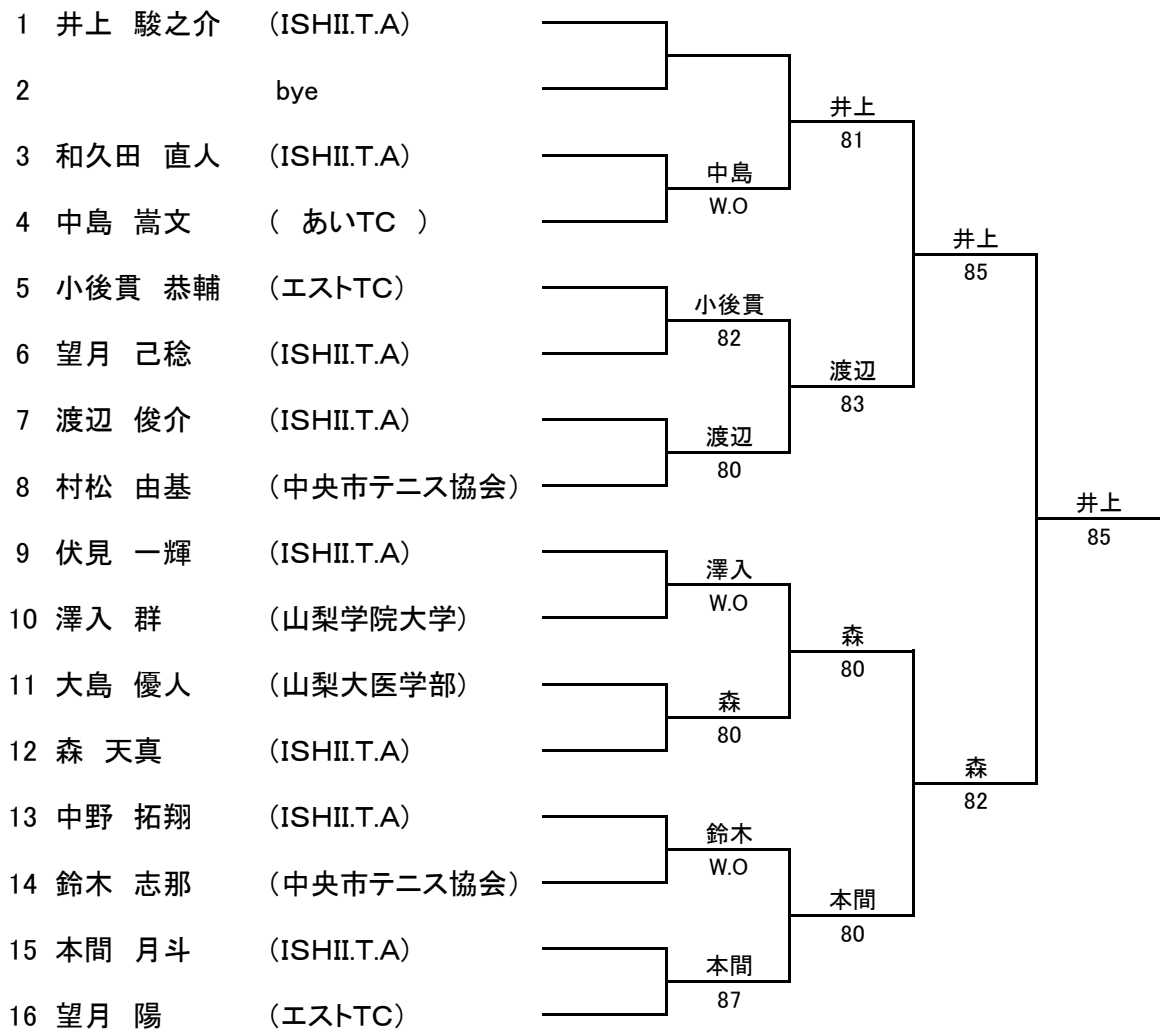 1 井上 駿之介 (ISHII.T.A)
2 bye
井上
81
3 和久田 直人 (ISHII.T.A)
中島
W.O
4 中島 嵩文 ( あいTC )
井上
85
5 小後貫 恭輔 (エストTC)
小後貫
82
6 望月 己稔 (ISHII.T.A)
渡辺
83
7 渡辺 俊介 (ISHII.T.A)
渡辺
80
8 村松 由基 (中央市テニス協会)
井上
85
9 伏見 一輝 (ISHII.T.A)
澤入
W.O
10 澤入 群 (山梨学院大学)
森
80
11 大島 優人 (山梨大医学部)
森
80
12 森 天真 (ISHII.T.A)
森
82
13 中野 拓翔 (ISHII.T.A)
鈴木
W.O
14 鈴木 志那 (中央市テニス協会)
本間
80
15 本間 月斗 (ISHII.T.A)
本間
87
16 望月 陽 (エストTC)